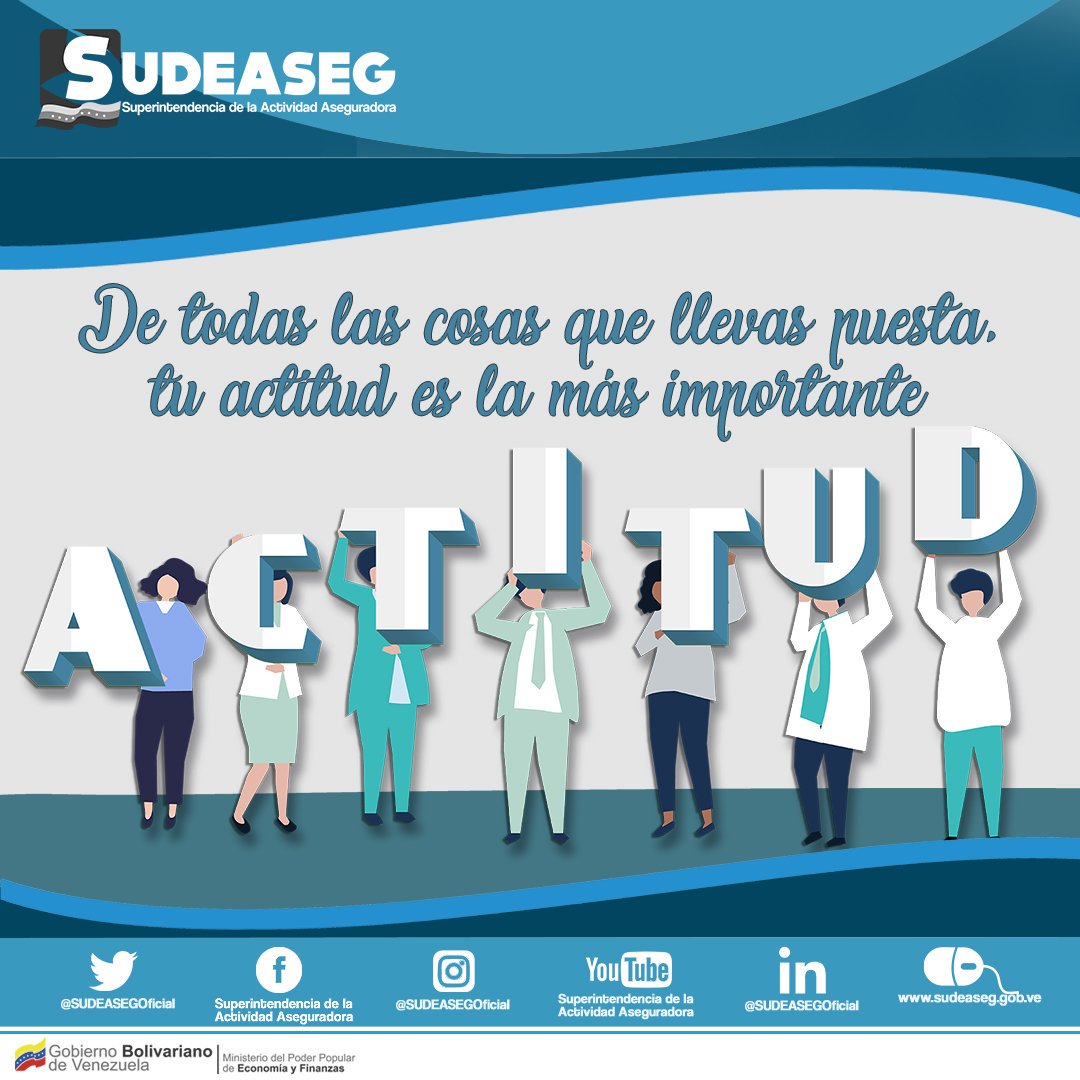 SUDEASEG
Superintendencia de la Actividad Aseguradora
De todas las cosas que llevas puesta,
tu actitud es la más importante
ACTITUD
@SUDEASEGOficial
Superintendencia de la
Actividad Aseguradora
@SUDEASEGOficial
YouTube
Superintendencia de la
Actividad Aseguradora
in
@SUDEASEGOficial
www.sudeaseg.gob.ve
Gobierno Bolivariano
de Venezuela
Ministerio del Poder Popular
de Economía y Finanzas